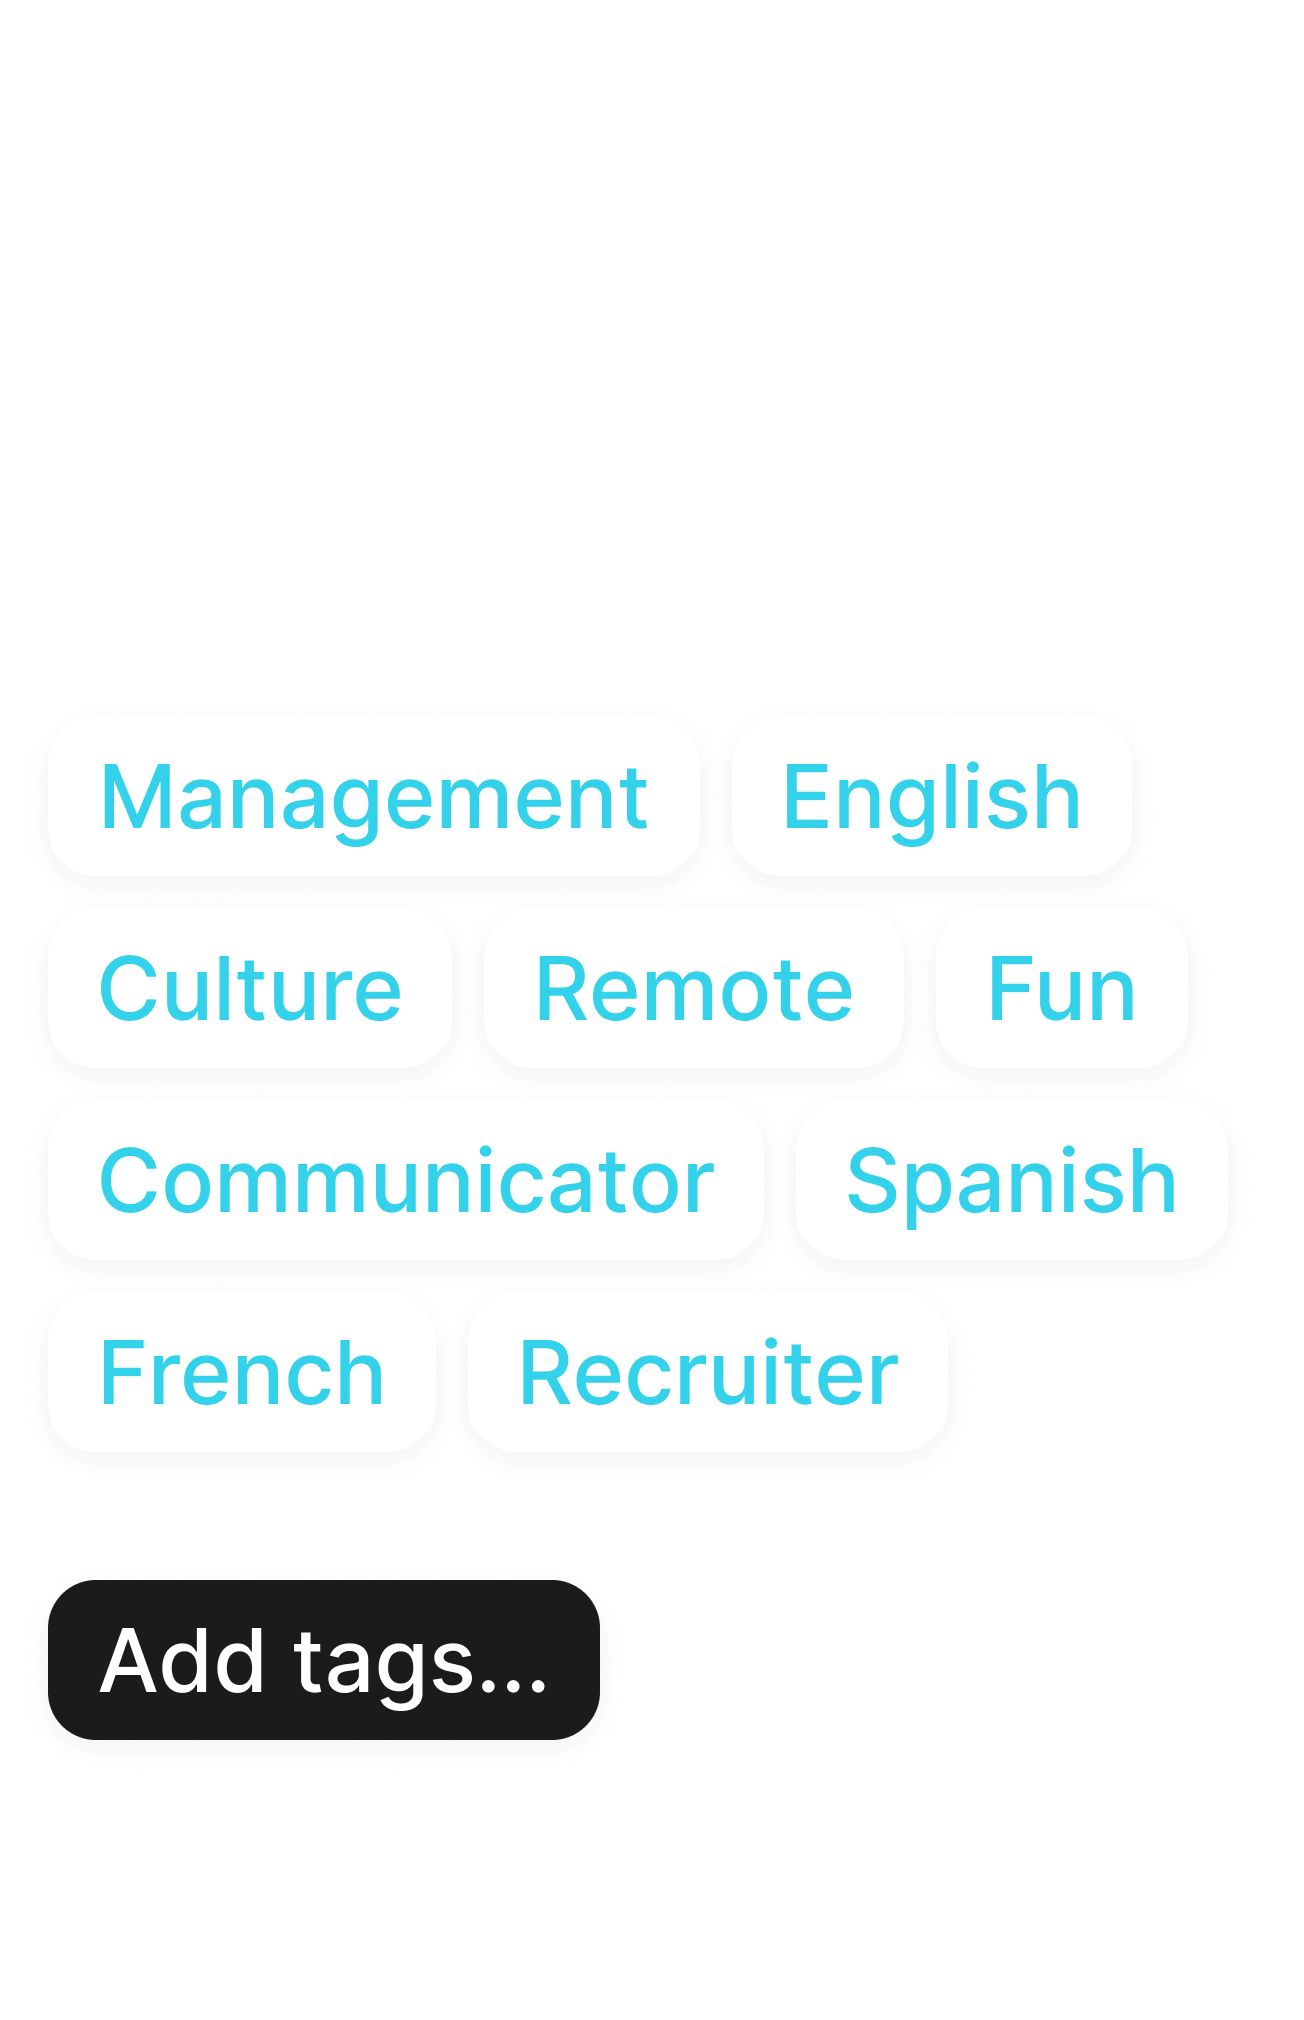 Management English
Culture Remote Fun
Communicator Spanish
French Recruiter
Add tags...